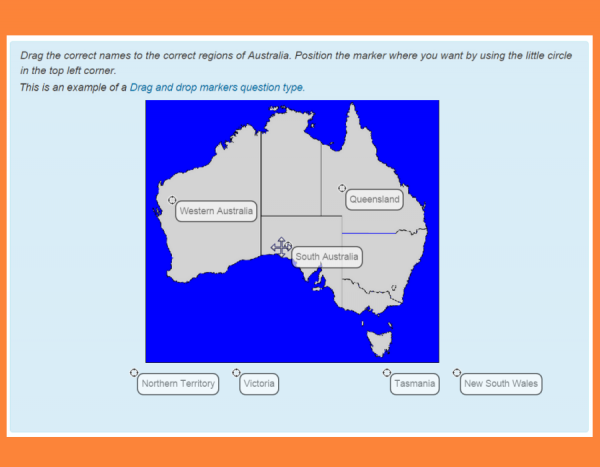 Drag the correct names to the correct regions of Australia. Position the marker where you want by using the little circle
in the top left corner.
This is an example of a Drag and drop markers question type.
Queensland
Western Australia
South Australia
Northern Territory
Victoria
Tasmania
New South Wales